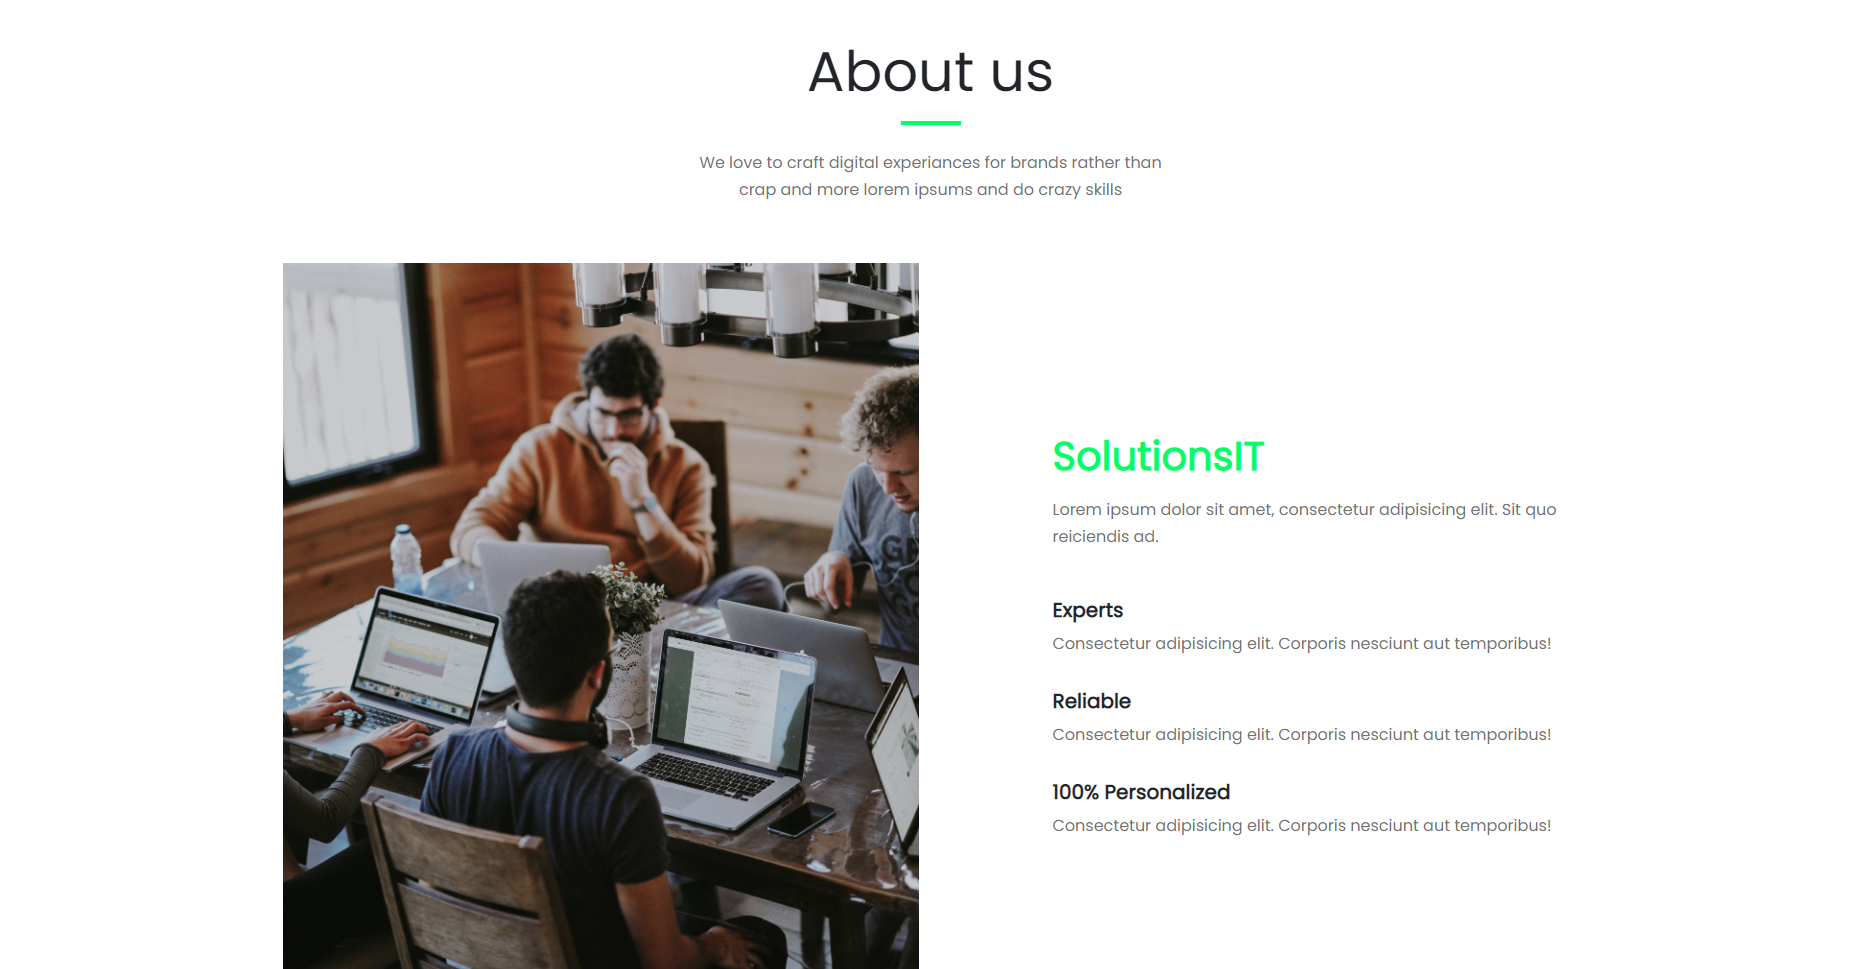 About us
We love to craft digital experiances for brands rather than
crap and more lorem ipsums and do crazy skills
SolutionsIT
Lorem ipsum dolor sit amet, consectetur adipisicing elit. Sit quo
reiciendis ad.
Experts
Consectetur adipisicing elit. Corporis nesciunt aut temporibus!
Reliable
Consectetur adipisicing elit. Corporis nesciunt aut temporibus!
100% Personalized
Consectetur adipisicing elit. Corporis nesciunt aut temporibus!